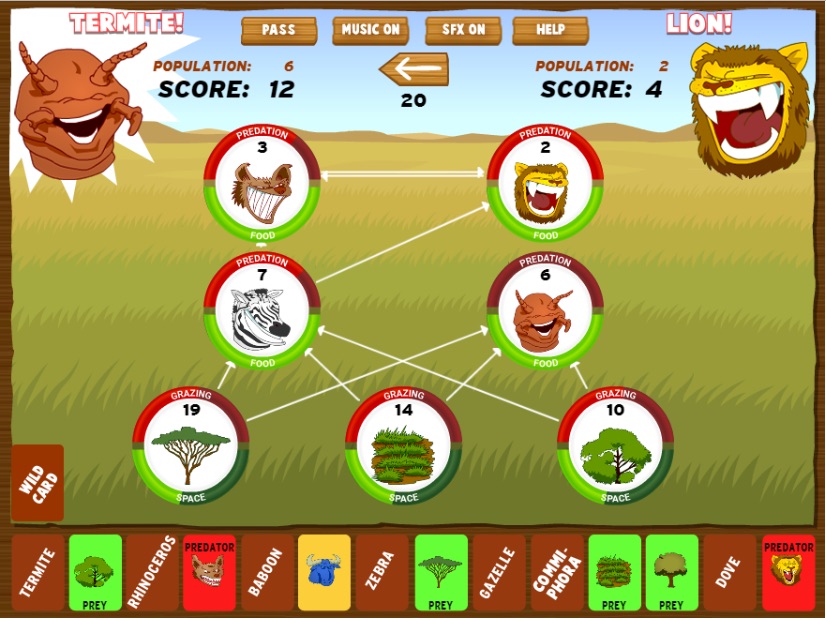 TERMITE!
PASS
MUSIC ON
SFX ON
HELP
LION!
POPULATION: 6
SCORE: 12
20
POPULATION: 2
SCORE: 4
PREDATION
3
FOOD
PREDATION
2
FOOD
PREDATION
7
FOOD
PREDATION
6
FOOD
GRAZING
19
SPACE
GRAZING
14
SPACE
GRAZING
10
SPACE
WILD
CARD
TERMITE
PREY
RHINOCEROS
PREDATOR
BABOON
ZEBRA
PREY
GAZELLE
COMMI-
PHORA
PREY
PREY
DOVE
PREDATOR